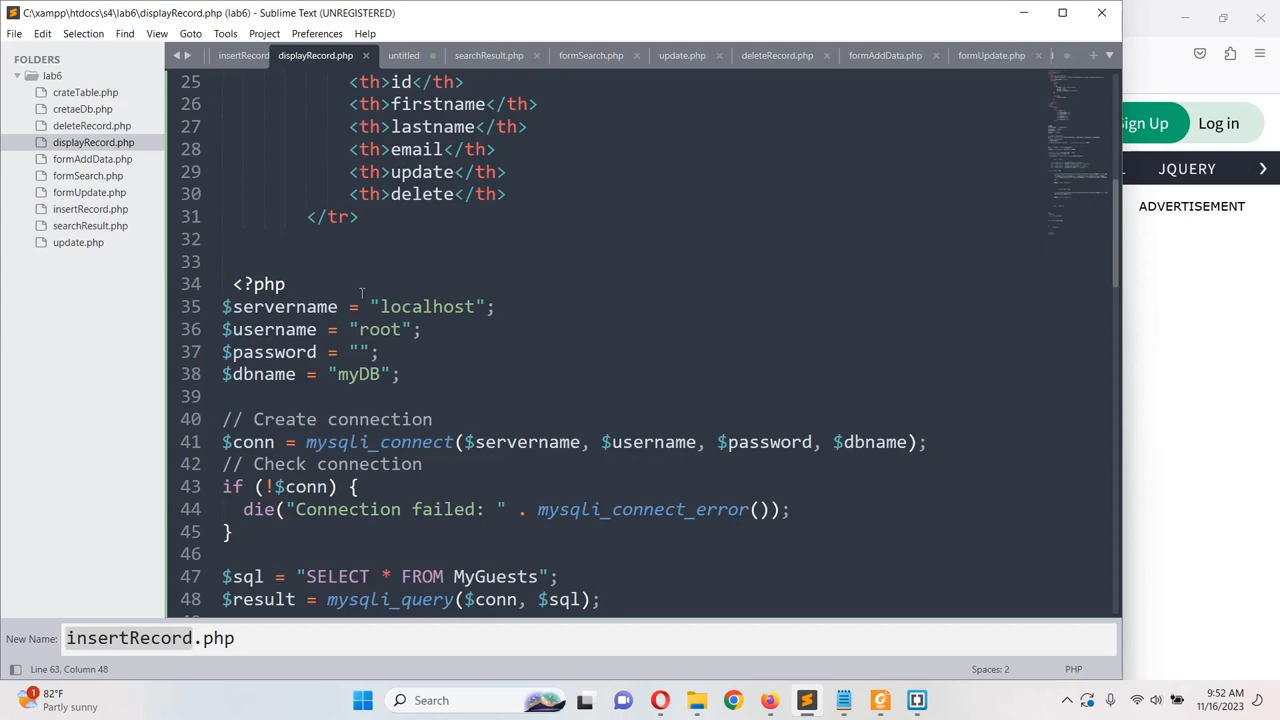 C:\xampp\htdocs\s4\lab6\displayRecord.php (lab6) - Sublime Text (UNREGISTERED)
File Edit Selection Find View Goto Tools Project Preferences Help
FOLDERS
lab6
crateTable.php
cretaeDb.php
deleteRecord.php
displayRecord.php
formAddData.php
formSearch.php
formUpdate.php
insertRecord.php
searchResult.php
update.php
insertRecord displayRecord.php untitled searchResult.php formSearch.php update.php deleteRecord.php formAddData.php formUpdate.php
25 <th>id</th>
26 <th>firstname</th>
27 <th>lastname</th>
28 <th>email</th>
29 <th>update</th>
30 <th>delete</th>
31 </tr>
32
33
34 <?php
35 $servername = "localhost";
36 $username = "root";
37 $password = "";
38 $dbname = "myDB";
39
40 // Create connection
41 $conn = mysqli_connect($servername, $username, $password, $dbname);
42 // Check connection
43 if (!$conn) {
44 die("Connection failed: " . mysqli_connect_error());
45 }
46
47 $sql = "SELECT * FROM MyGuests";
48 $result = mysqli_query($conn, $sql);
Sign Up Log in
JQUERY
ADVERTISEMENT
New Name: insertRecord.php
Line 63, Column 48 Spaces: 2 PHP
1 82°F
Partly sunny
Search
9:52 AM
11/16/2023